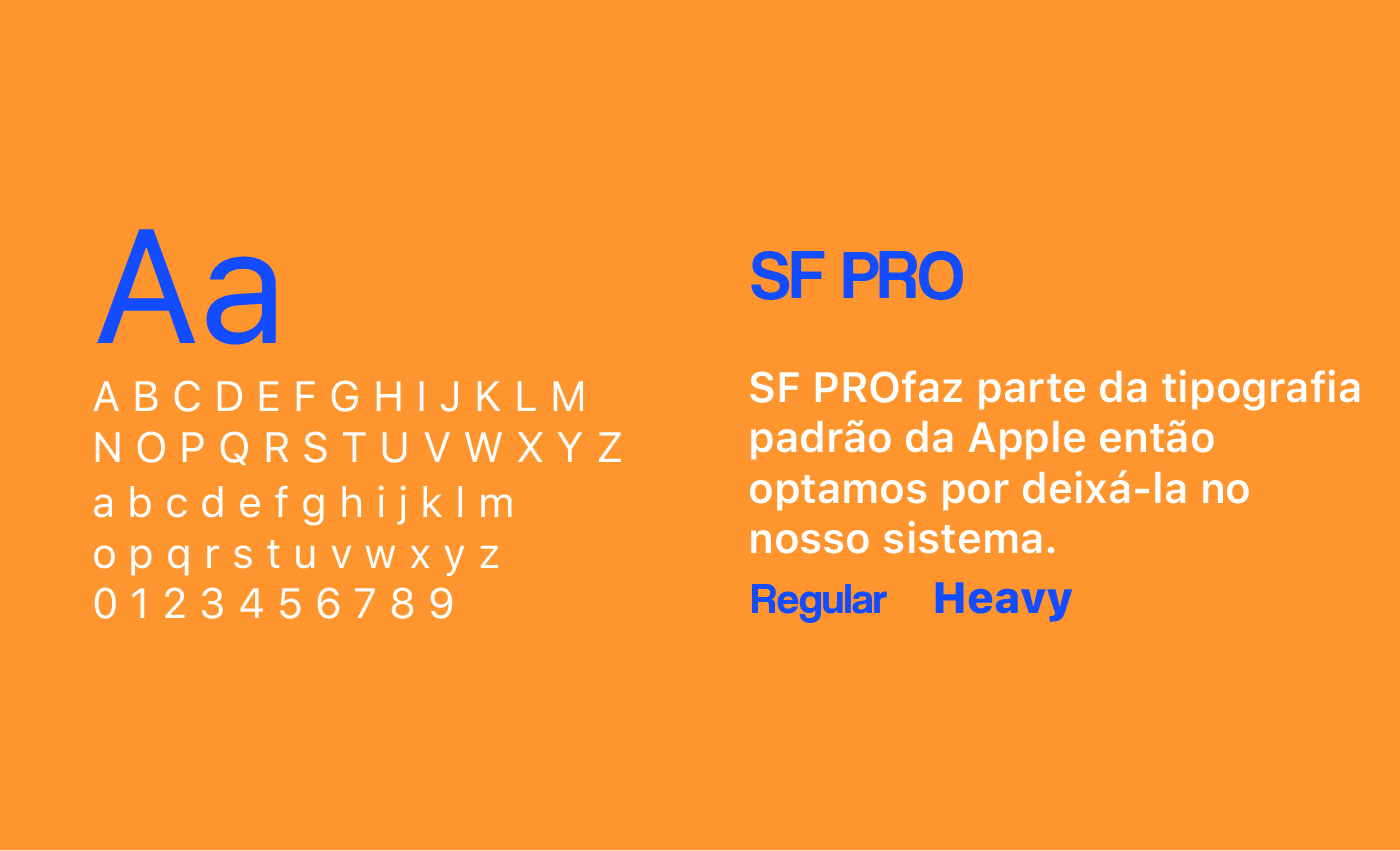 Aa
A B C D E F G H I J K L M
N O P Q R S T U V W X Y Z
a b c d e f g h i j k l m
o p q r s t u v w x y z
0 1 2 3 4 5 6 7 8 9
SF PRO
SF PROfaz parte da tipografia
padrão da Apple então
optamos por deixá-la no
nosso sistema.
Regular Heavy